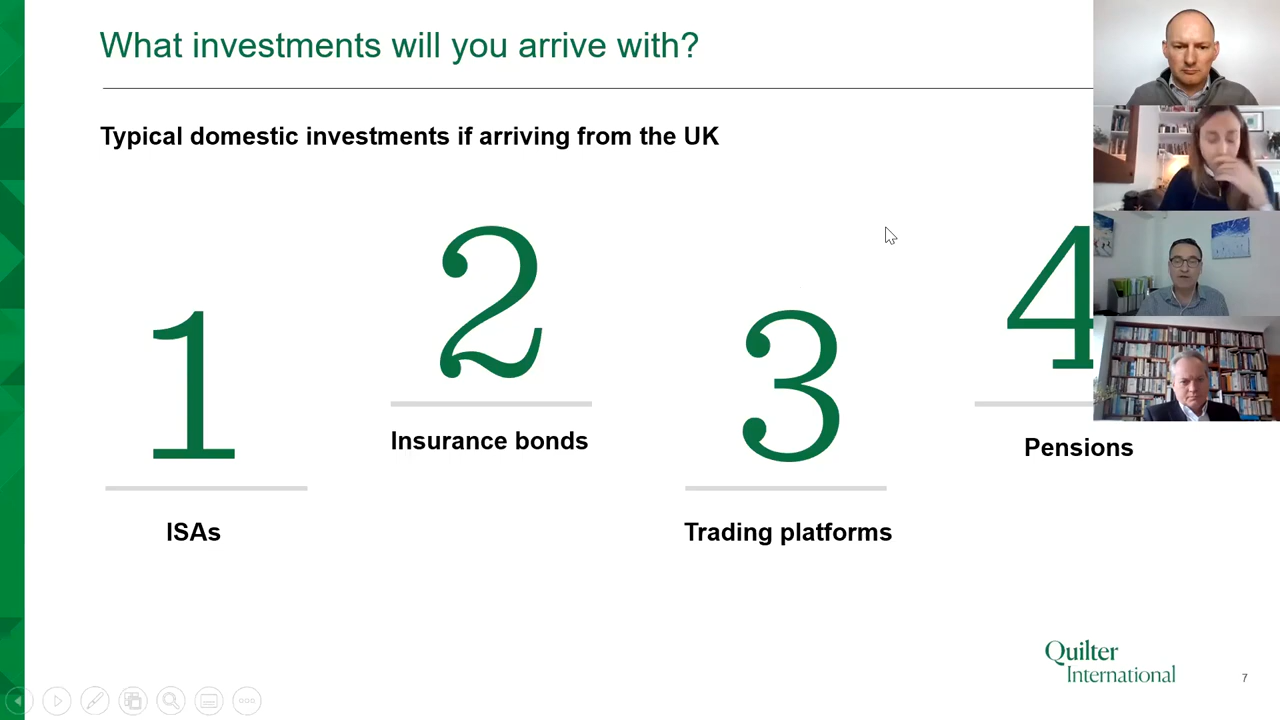 What investments will you arrive with?
Typical domestic investments if arriving from the UK
1
ISAs
2
Insurance bonds
3
Trading platforms
4
Pensions
Quilter
International
7